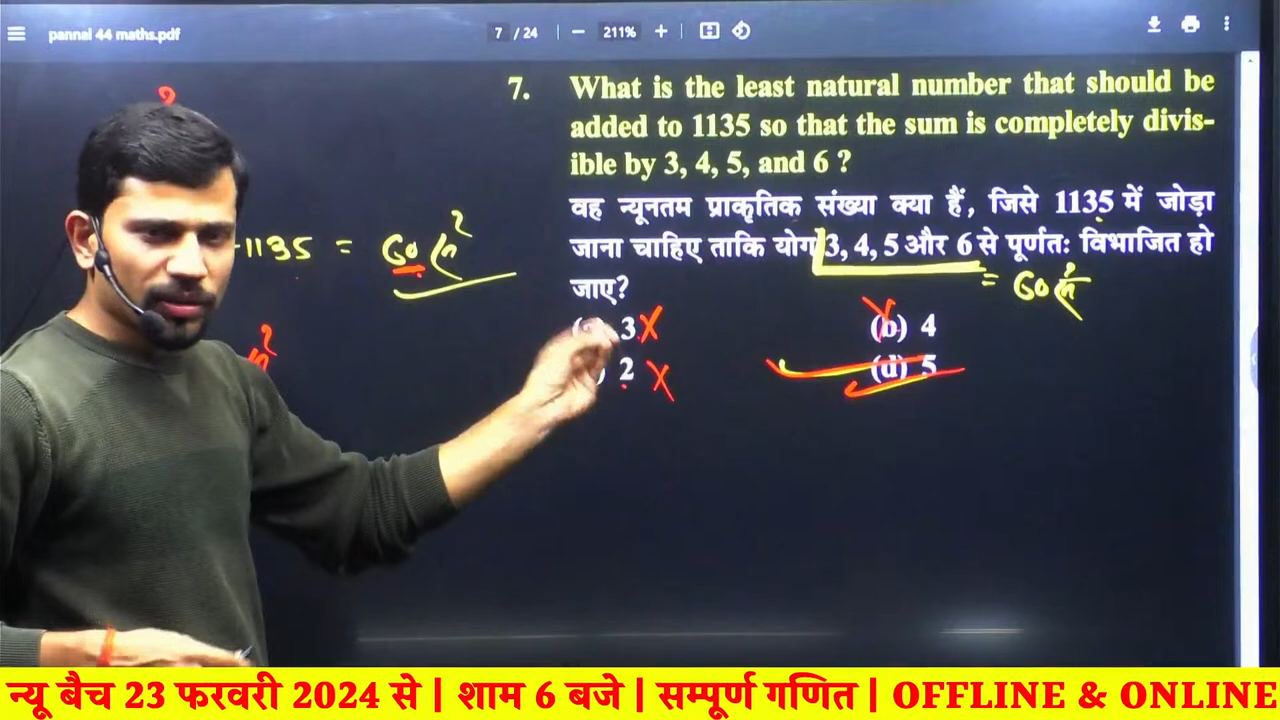 pannal 44 maths.pdf
7 / 24
211%
7. What is the least natural number that should be
added to 1135 so that the sum is completely divis-
ible by 3, 4, 5, and 6 ?
वह न्यूनतम प्राकृतिक संख्या क्या हैं, जिसे 1135 में जोड़ा
जाना चाहिए ताकि योग 3, 4, 5 और 6 से पूर्णतः विभाजित हो
जाए?
1135 = 60
= 60
3
(b) 4
2
(d) 5
न्यू बैच 23 फरवरी 2024 से | शाम 6 बजे | सम्पूर्ण गणित | OFFLINE & ONLINE